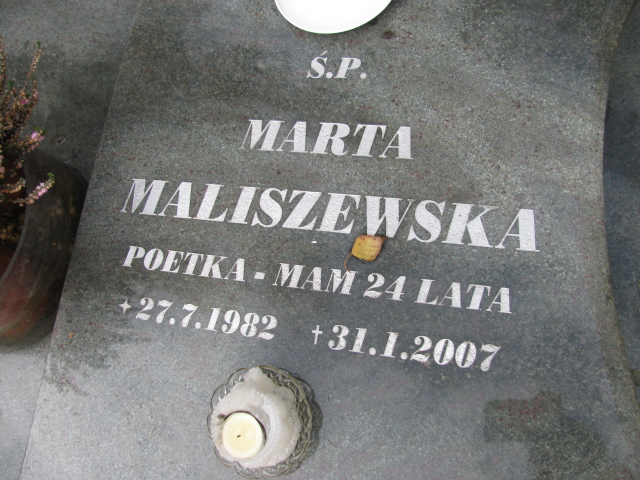 Ś.P.
MARTA
MALISZEWSKA
POETKA - MAM 24 LATA
+27.7.1982 †31.1.2007